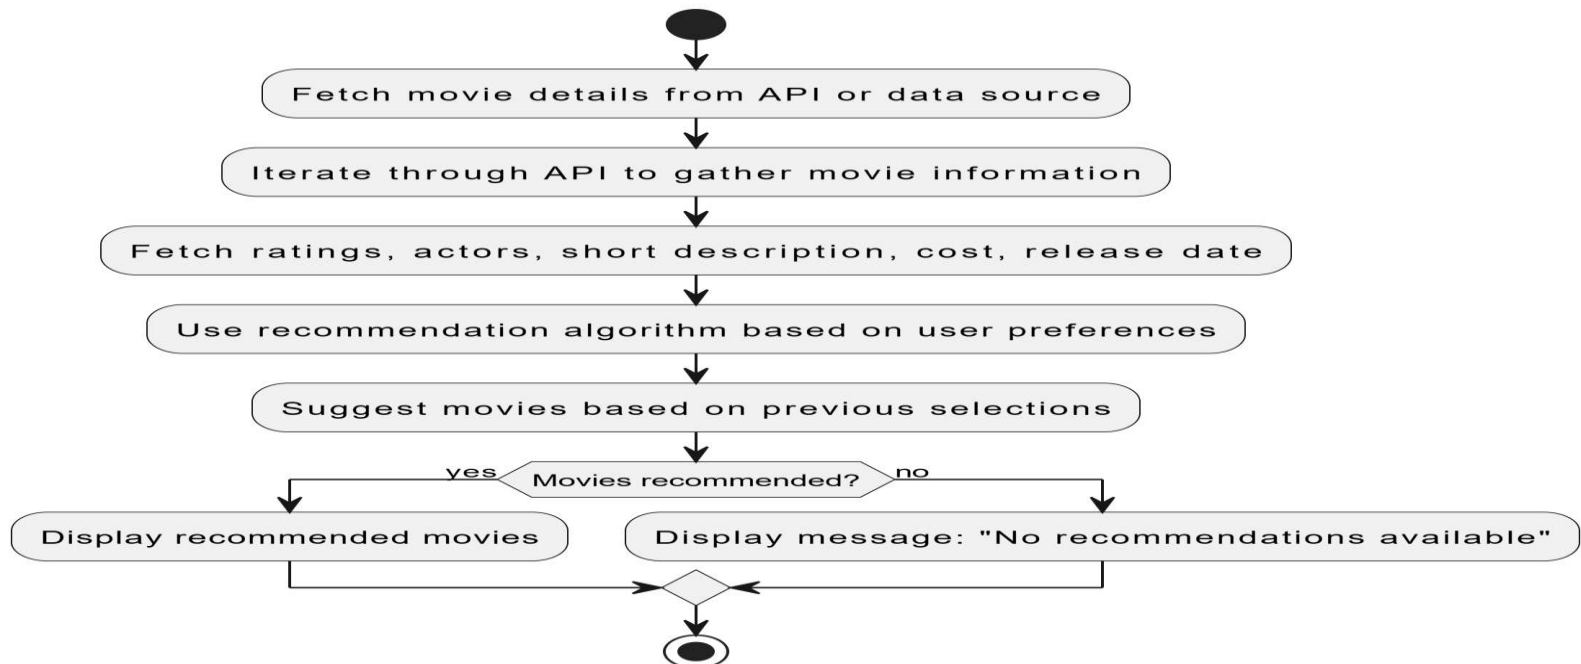 Fetch movie details from API or data source
Iterate through API to gather movie information
Fetch ratings, actors, short description, cost, release date
Use recommendation algorithm based on user preferences
Suggest movies based on previous selections
yes
Movies recommended?
no
Display recommended movies
Display message: "No recommendations available"